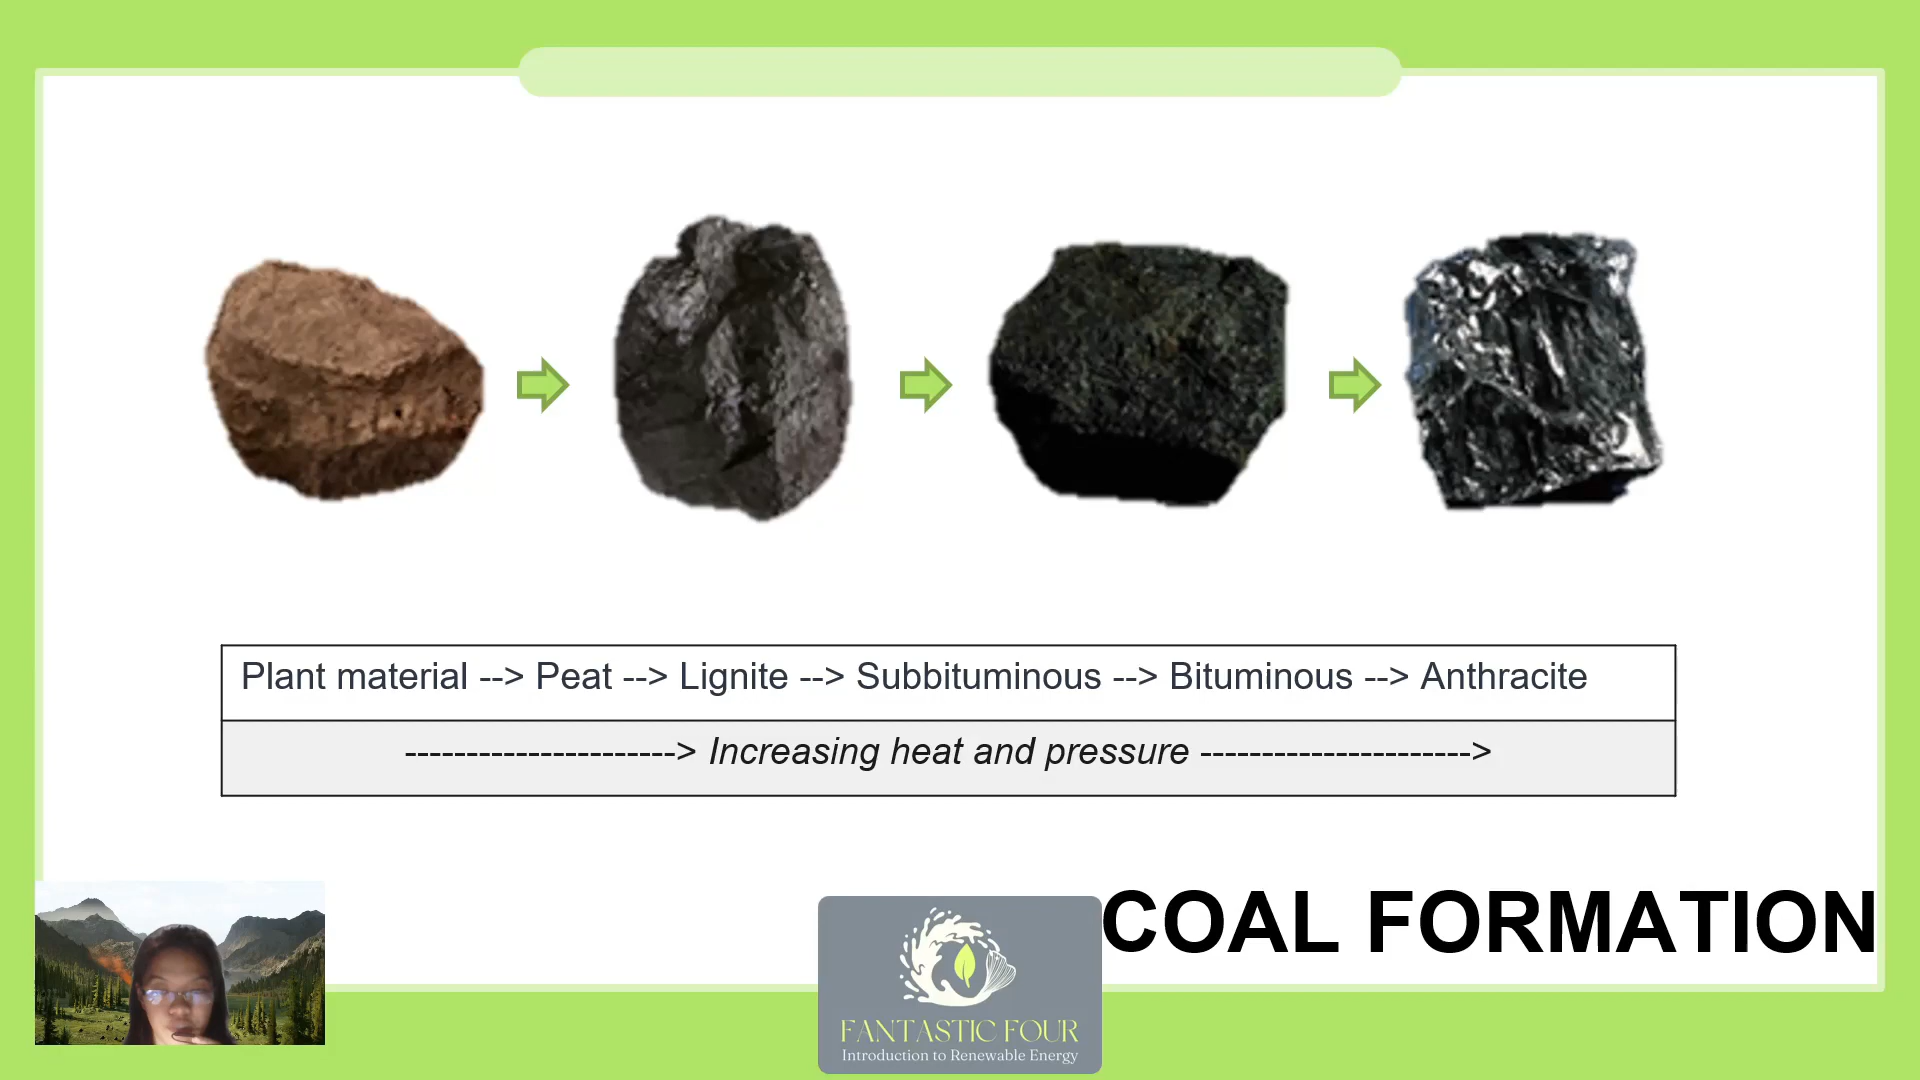 Plant material --> Peat --> Lignite --> Subbituminous --> Bituminous --> Anthracite
----------------------> Increasing heat and pressure ---------------------->
COAL FORMATION
FANTASTIC FOUR
Introduction to Renewable Energy